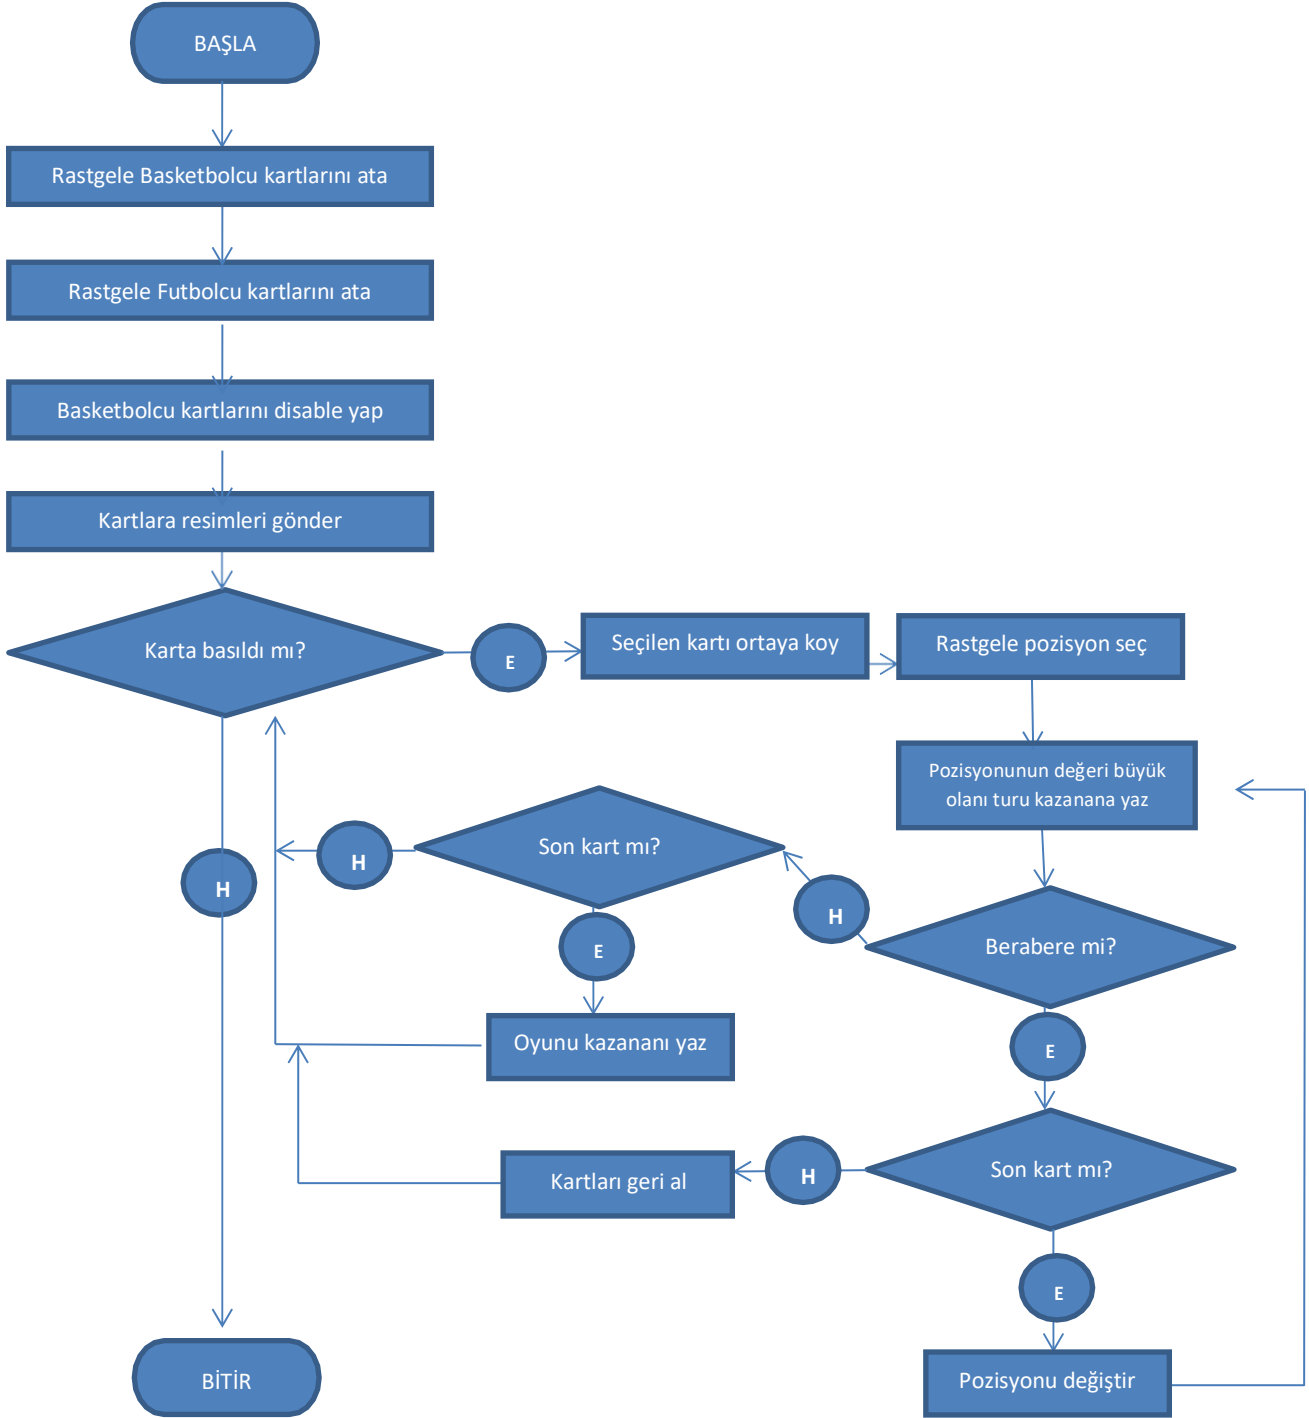 BAŞLA
Rastgele Basketbolcu kartlarını ata
Rastgele Futbolcu kartlarını ata
Basketbolcu kartlarını disable yap
Kartlara resimleri gönder
Karta basıldı mı?
E
Seçilen kartı ortaya koy
Rastgele pozisyon seç
Pozisyonunun değeri büyük
olanı turu kazanana yaz
Son kart mı?
H
H
H
Berabere mi?
E
Oyunu kazananı yaz
E
Son kart mı?
H
Kartları geri al
E
Pozisyonu değiştir
BİTİR